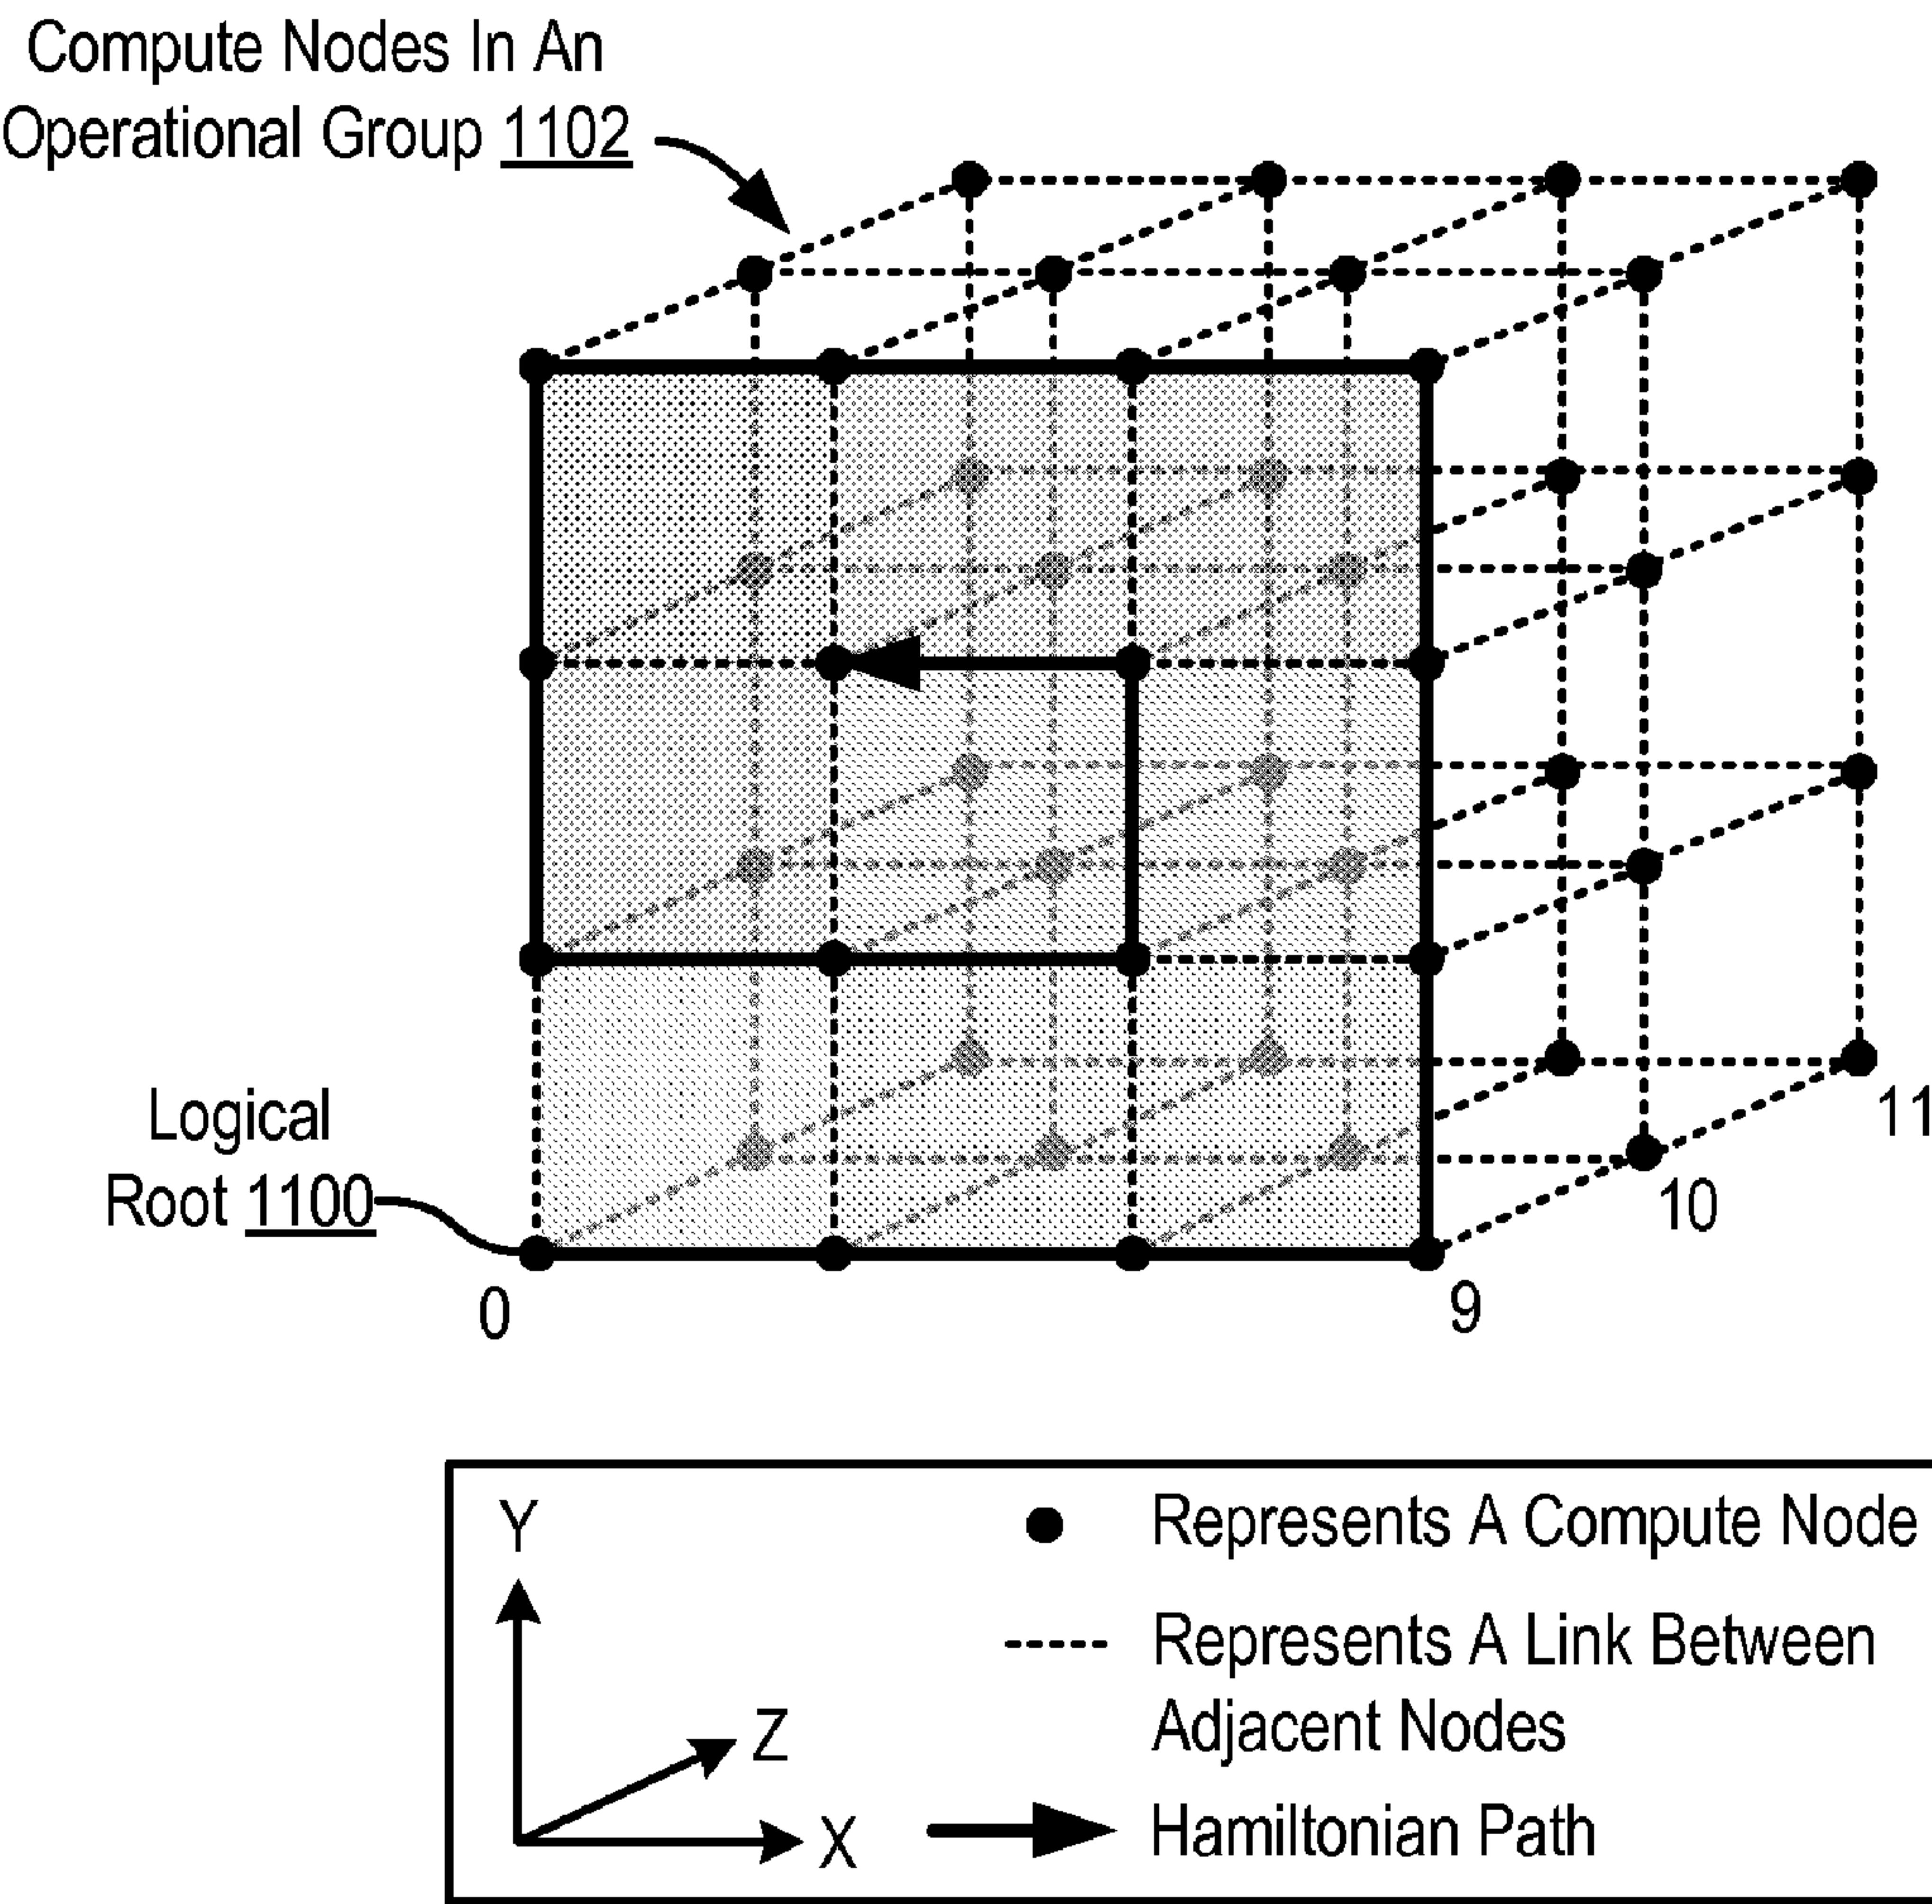 Compute Nodes In An
Operational Group 1102
Logical
Root 1100
0
9
10
11
Y
Z
X
Represents A Compute Node
Represents A Link Between
Adjacent Nodes
Hamiltonian Path